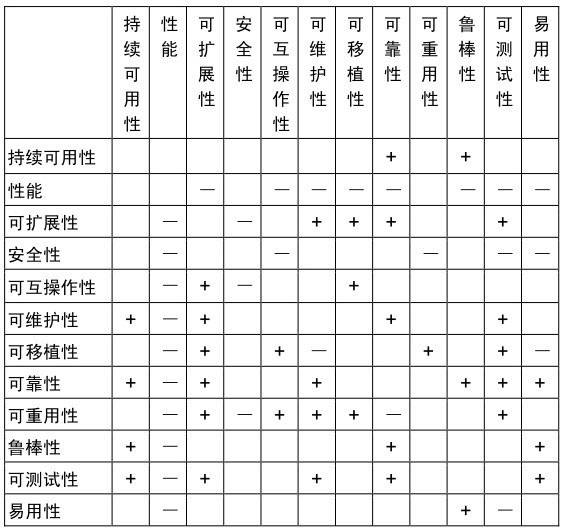 持续可用性 性能 可扩展性 安全性 可互操作性 可维护性 可移植性 可靠性 可重用性 鲁棒性 可测试性 易用性
持续可用性 + +
性能 — — — — — — — —
可扩展性 — — + + + +
安全性 — — — — —
可互操作性 — + — +
可维护性 + — + + +
可移植性 — + + — + + —
可靠性 + — + + + + +
可重用性 — + — + + + — +
鲁棒性 + — + +
可测试性 + — + + + +
易用性 — + —